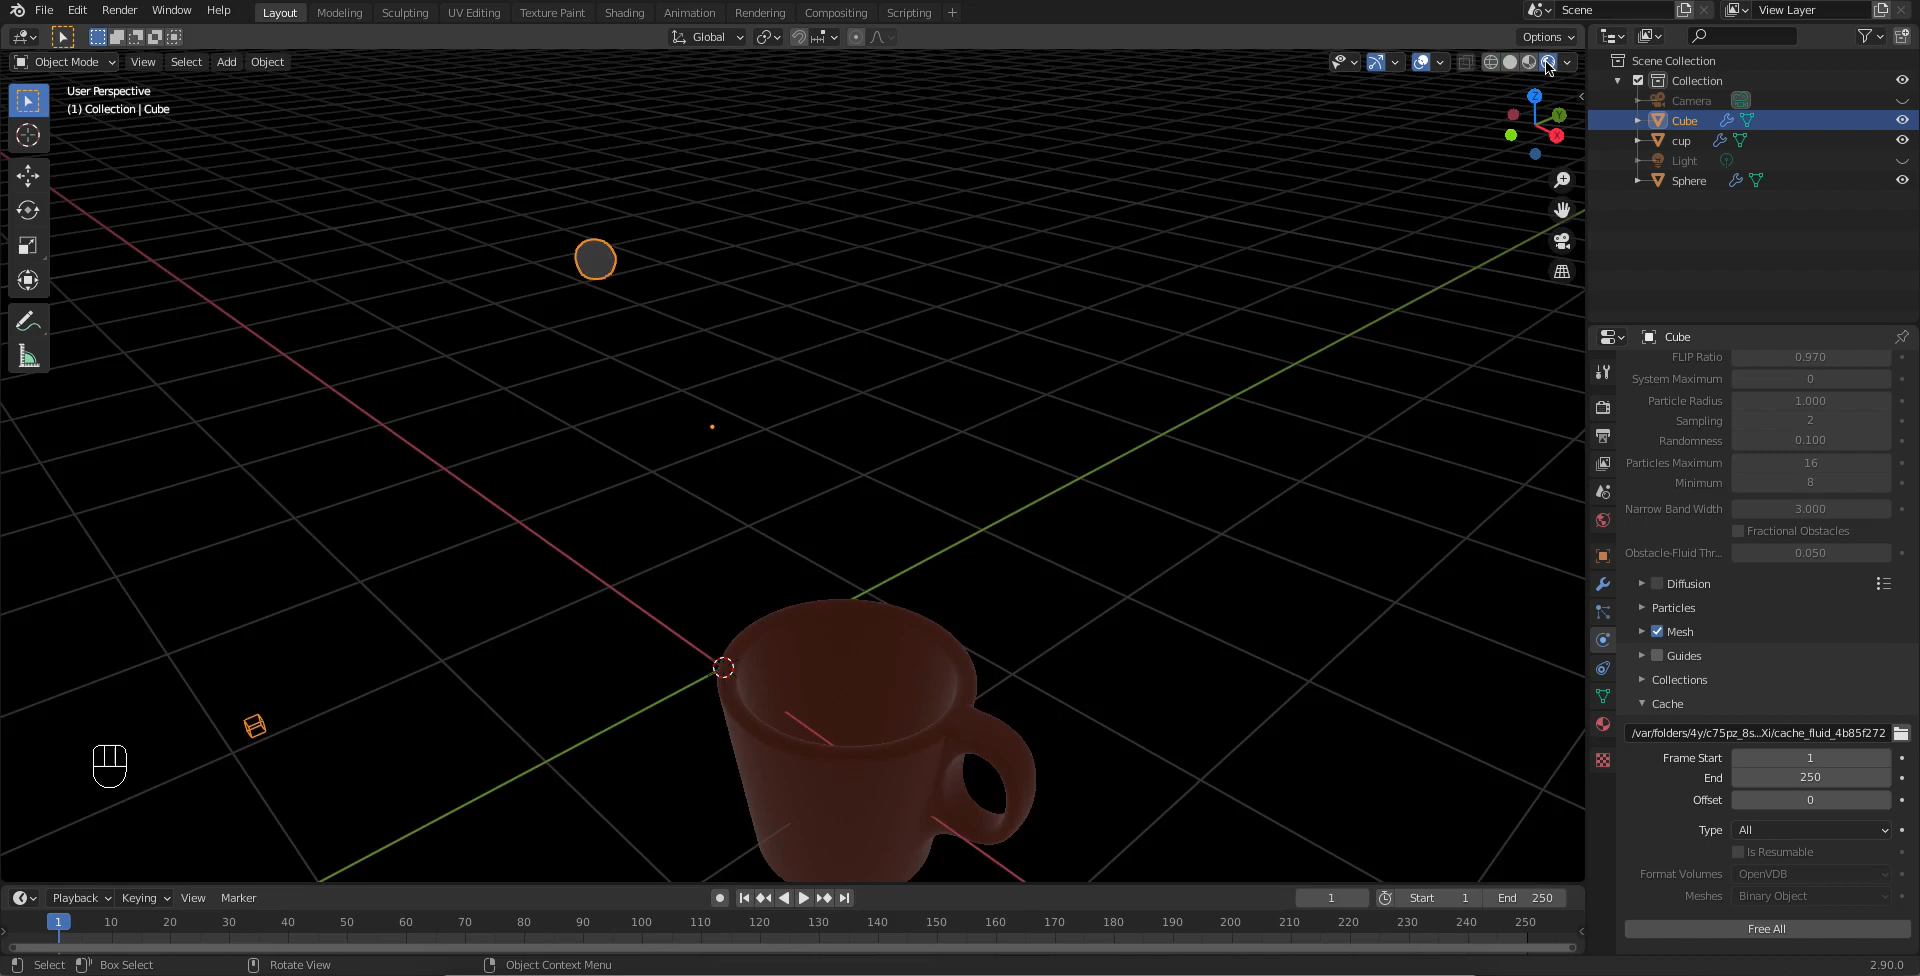 File Edit Render Window Help
Layout Modeling Sculpting UV Editing Texture Paint Shading Animation Rendering Compositing Scripting +
Scene
View Layer
Global
Options
Object Mode View Select Add Object
User Perspective
(1) Collection | Cube
Z
Y
X
Scene Collection
Collection
Camera
Cube
cup
Light
Sphere
Cube
FLIP Ratio 0.970
System Maximum 0
Particle Radius 1.000
Sampling 2
Randomness 0.100
Particles Maximum 16
Minimum 8
Narrow Band Width 3.000
Fractional Obstacles
Obstacle-Fluid Thr... 0.050
Diffusion
Particles
Mesh
Guides
Collections
Cache
/var/folders/4y/c75pz_8s...Xi/cache_fluid_4b85f272
Frame Start 1
End 250
Offset 0
Type All
Is Resumable
Format Volumes OpenVDB
Meshes Binary Object
Free All
Playback Keying View Marker
1 Start 1 End 250
1 10 20 30 40 50 60 70 80 90 100 110 120 130 140 150 160 170 180 190 200 210 220 230 240 250
Select Box Select Rotate View Object Context Menu 2.90.0